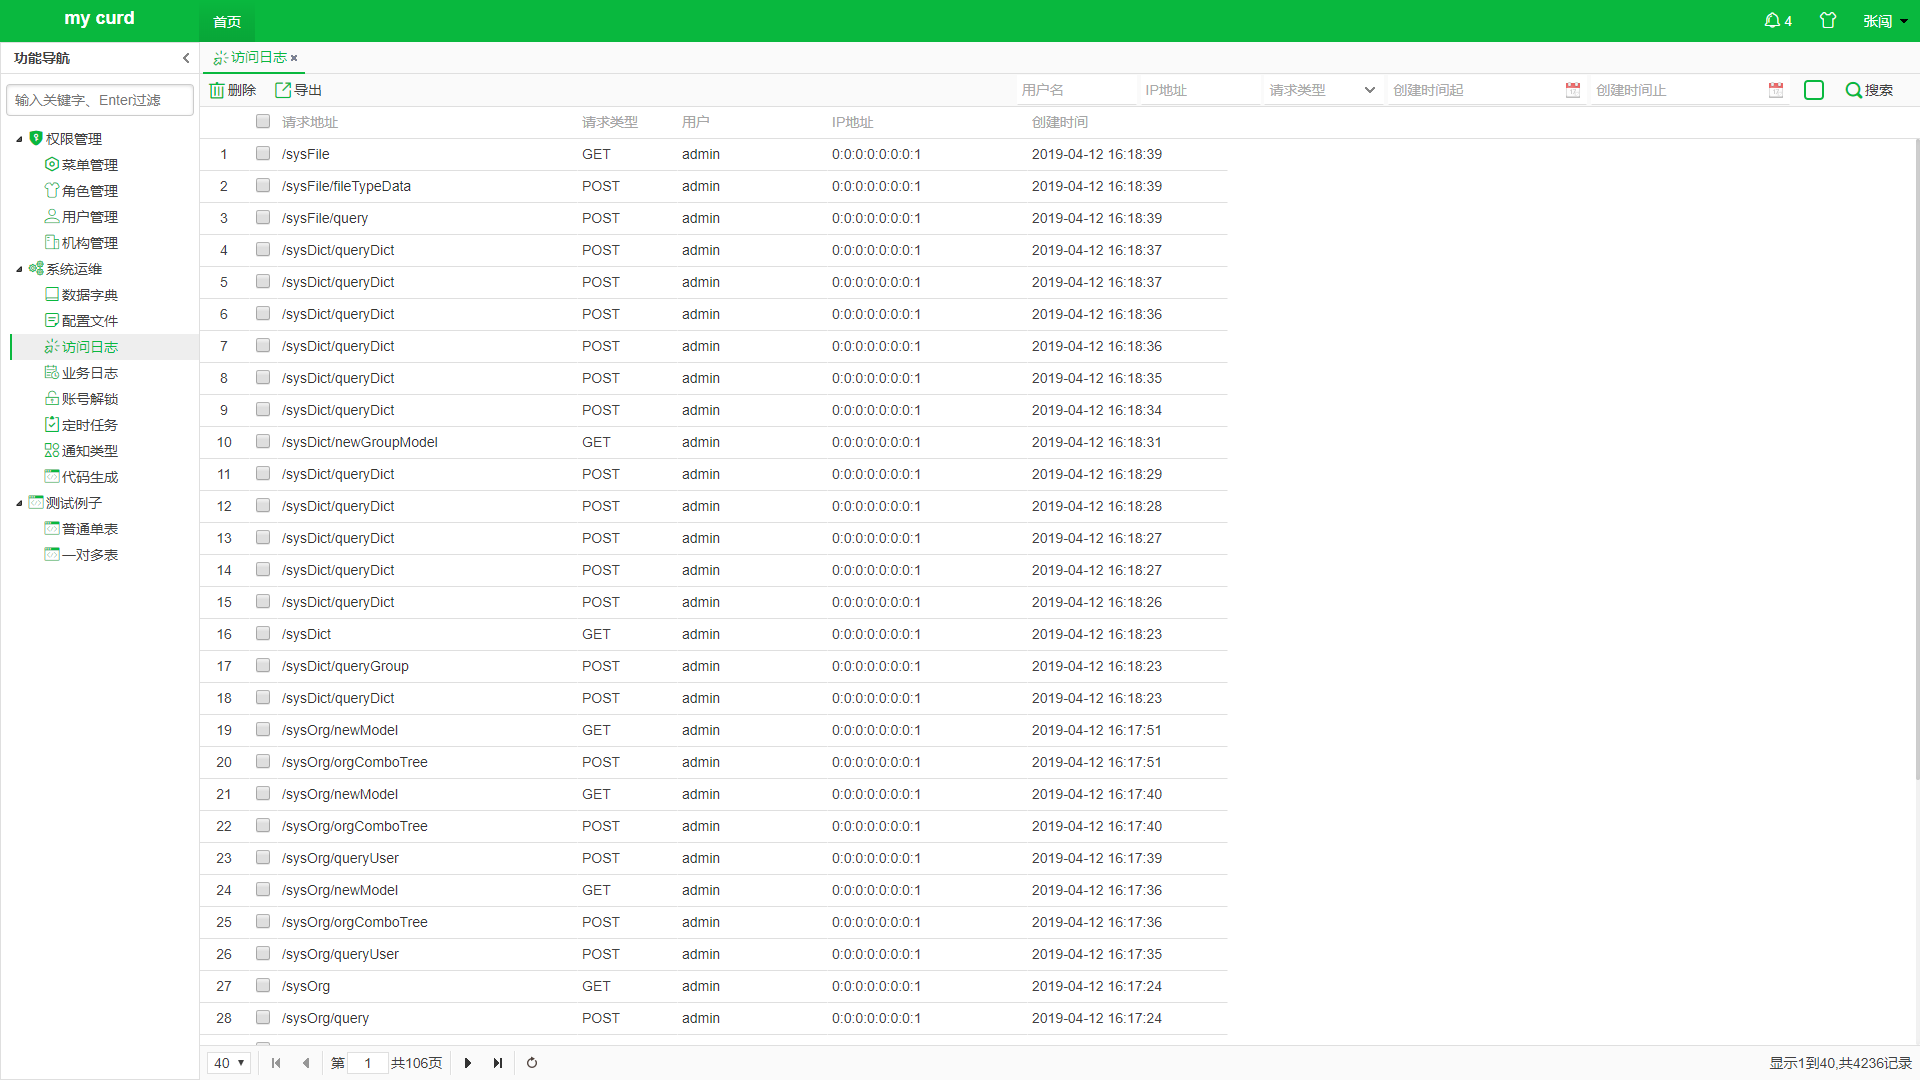 my curd 首页 4 张闯
功能导航 访问日志
输入关键字、Enter过滤 删除 导出 用户名 IP地址 请求类型 创建时间起 创建时间止 搜索
权限管理
菜单管理
角色管理
用户管理
机构管理
系统运维
数据字典
配置文件
访问日志
业务日志
账号解锁
定时任务
通知类型
代码生成
测试例子
普通单表
一对多表
请求地址 请求类型 用户 IP地址 创建时间
1 /sysFile GET admin 0:0:0:0:0:0:0:1 2019-04-12 16:18:39
2 /sysFile/fileTypeData POST admin 0:0:0:0:0:0:0:1 2019-04-12 16:18:39
3 /sysFile/query POST admin 0:0:0:0:0:0:0:1 2019-04-12 16:18:39
4 /sysDict/queryDict POST admin 0:0:0:0:0:0:0:1 2019-04-12 16:18:37
5 /sysDict/queryDict POST admin 0:0:0:0:0:0:0:1 2019-04-12 16:18:37
6 /sysDict/queryDict POST admin 0:0:0:0:0:0:0:1 2019-04-12 16:18:36
7 /sysDict/queryDict POST admin 0:0:0:0:0:0:0:1 2019-04-12 16:18:36
8 /sysDict/queryDict POST admin 0:0:0:0:0:0:0:1 2019-04-12 16:18:35
9 /sysDict/queryDict POST admin 0:0:0:0:0:0:0:1 2019-04-12 16:18:34
10 /sysDict/newGroupModel GET admin 0:0:0:0:0:0:0:1 2019-04-12 16:18:31
11 /sysDict/queryDict POST admin 0:0:0:0:0:0:0:1 2019-04-12 16:18:29
12 /sysDict/queryDict POST admin 0:0:0:0:0:0:0:1 2019-04-12 16:18:28
13 /sysDict/queryDict POST admin 0:0:0:0:0:0:0:1 2019-04-12 16:18:27
14 /sysDict/queryDict POST admin 0:0:0:0:0:0:0:1 2019-04-12 16:18:27
15 /sysDict/queryDict POST admin 0:0:0:0:0:0:0:1 2019-04-12 16:18:26
16 /sysDict GET admin 0:0:0:0:0:0:0:1 2019-04-12 16:18:23
17 /sysDict/queryGroup POST admin 0:0:0:0:0:0:0:1 2019-04-12 16:18:23
18 /sysDict/queryDict POST admin 0:0:0:0:0:0:0:1 2019-04-12 16:18:23
19 /sysOrg/newModel GET admin 0:0:0:0:0:0:0:1 2019-04-12 16:17:51
20 /sysOrg/orgComboTree POST admin 0:0:0:0:0:0:0:1 2019-04-12 16:17:51
21 /sysOrg/newModel GET admin 0:0:0:0:0:0:0:1 2019-04-12 16:17:40
22 /sysOrg/orgComboTree POST admin 0:0:0:0:0:0:0:1 2019-04-12 16:17:40
23 /sysOrg/queryUser POST admin 0:0:0:0:0:0:0:1 2019-04-12 16:17:39
24 /sysOrg/newModel GET admin 0:0:0:0:0:0:0:1 2019-04-12 16:17:36
25 /sysOrg/orgComboTree POST admin 0:0:0:0:0:0:0:1 2019-04-12 16:17:36
26 /sysOrg/queryUser POST admin 0:0:0:0:0:0:0:1 2019-04-12 16:17:35
27 /sysOrg GET admin 0:0:0:0:0:0:0:1 2019-04-12 16:17:24
28 /sysOrg/query POST admin 0:0:0:0:0:0:0:1 2019-04-12 16:17:24
40 第 1 共106页 显示1到40,共4236记录